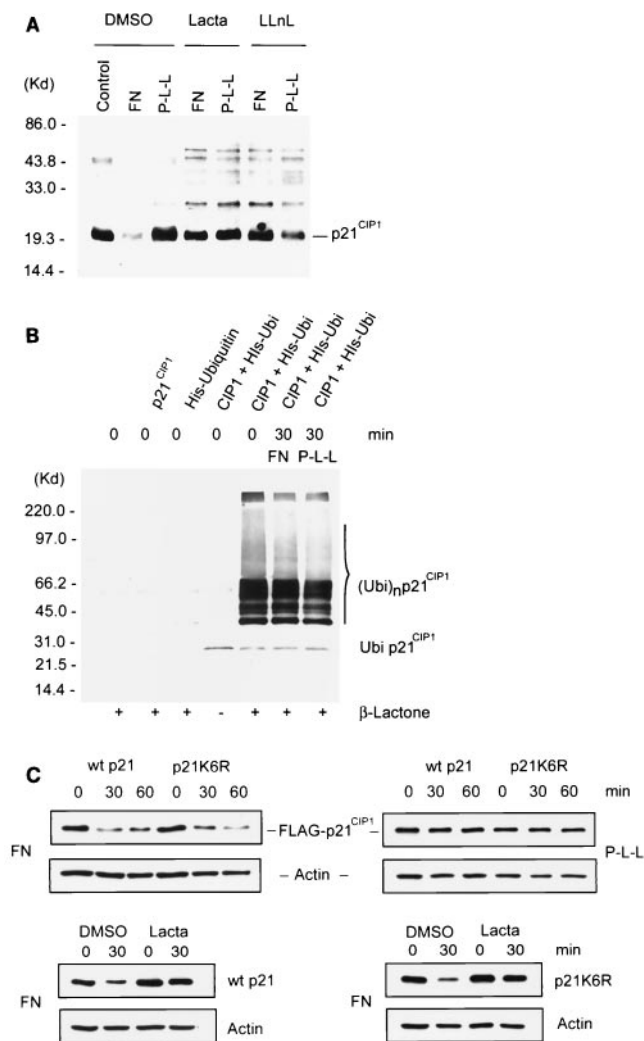 A
DMSO Lacta LLnL
(Kd) Control FN P-L-L FN P-L-L FN P-L-L
86.0 -
43.8 -
33.0 -
19.3 - p21CIP1
14.4 -
B
p21CIP1 His-Ubiquitin CIP1 + HIs-Ubi CIP1 + HIs-Ubi CIP1 + HIs-Ubi CIP1 + HIs-Ubi
0 0 0 0 0 30 30 min
FN P-L-L
(Kd)
220.0 -
97.0 -
66.2 - (Ubi)np21CIP1
45.0 -
31.0 - Ubi p21CIP1
21.5 -
14.4 -
+ + + - + + + β-Lactone
C
wt p21 p21K6R wt p21 p21K6R
0 30 60 0 30 60 0 30 60 0 30 60 min
FN – FLAG-p21CIP1 – P-L-L
– Actin –
DMSO Lacta DMSO Lacta
0 30 0 30 0 30 0 30 min
FN wt p21 FN p21K6R
Actin Actin